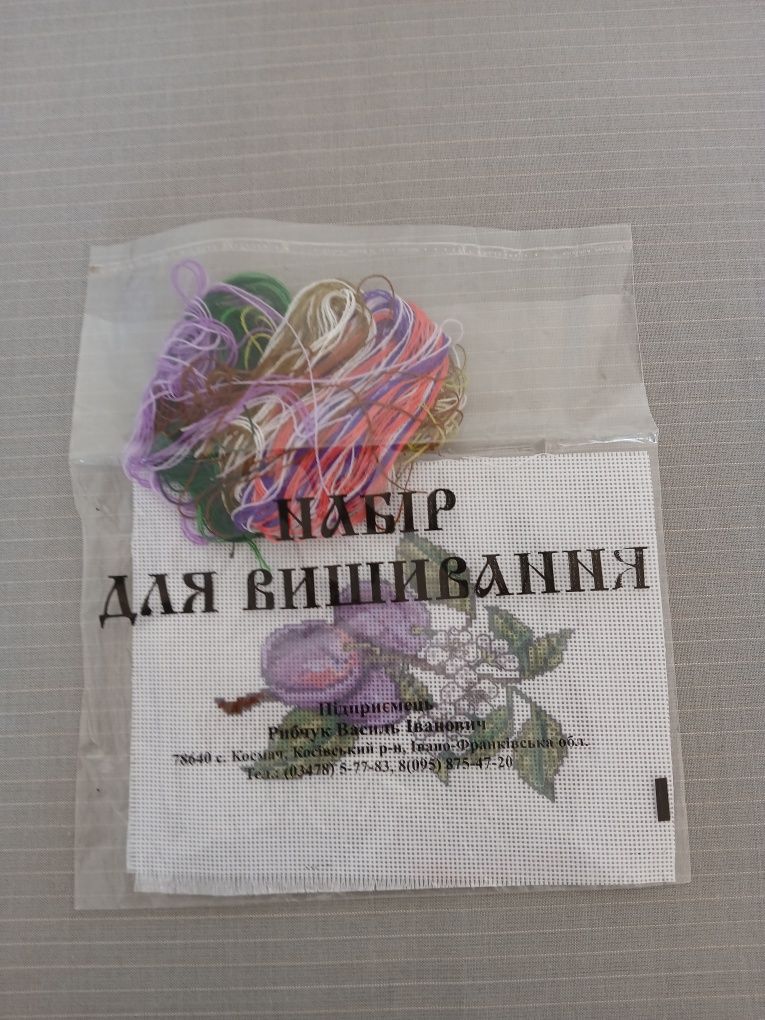 НАБІР
ДЛЯ ВИШИВАННЯ
Підприємець
Рибчук Василь Іванович
78640 с. Космач, Косівський р-н, Івано-Франківська обл.
Тел.: (03478) 5-77-83, 8(095) 875-47-20